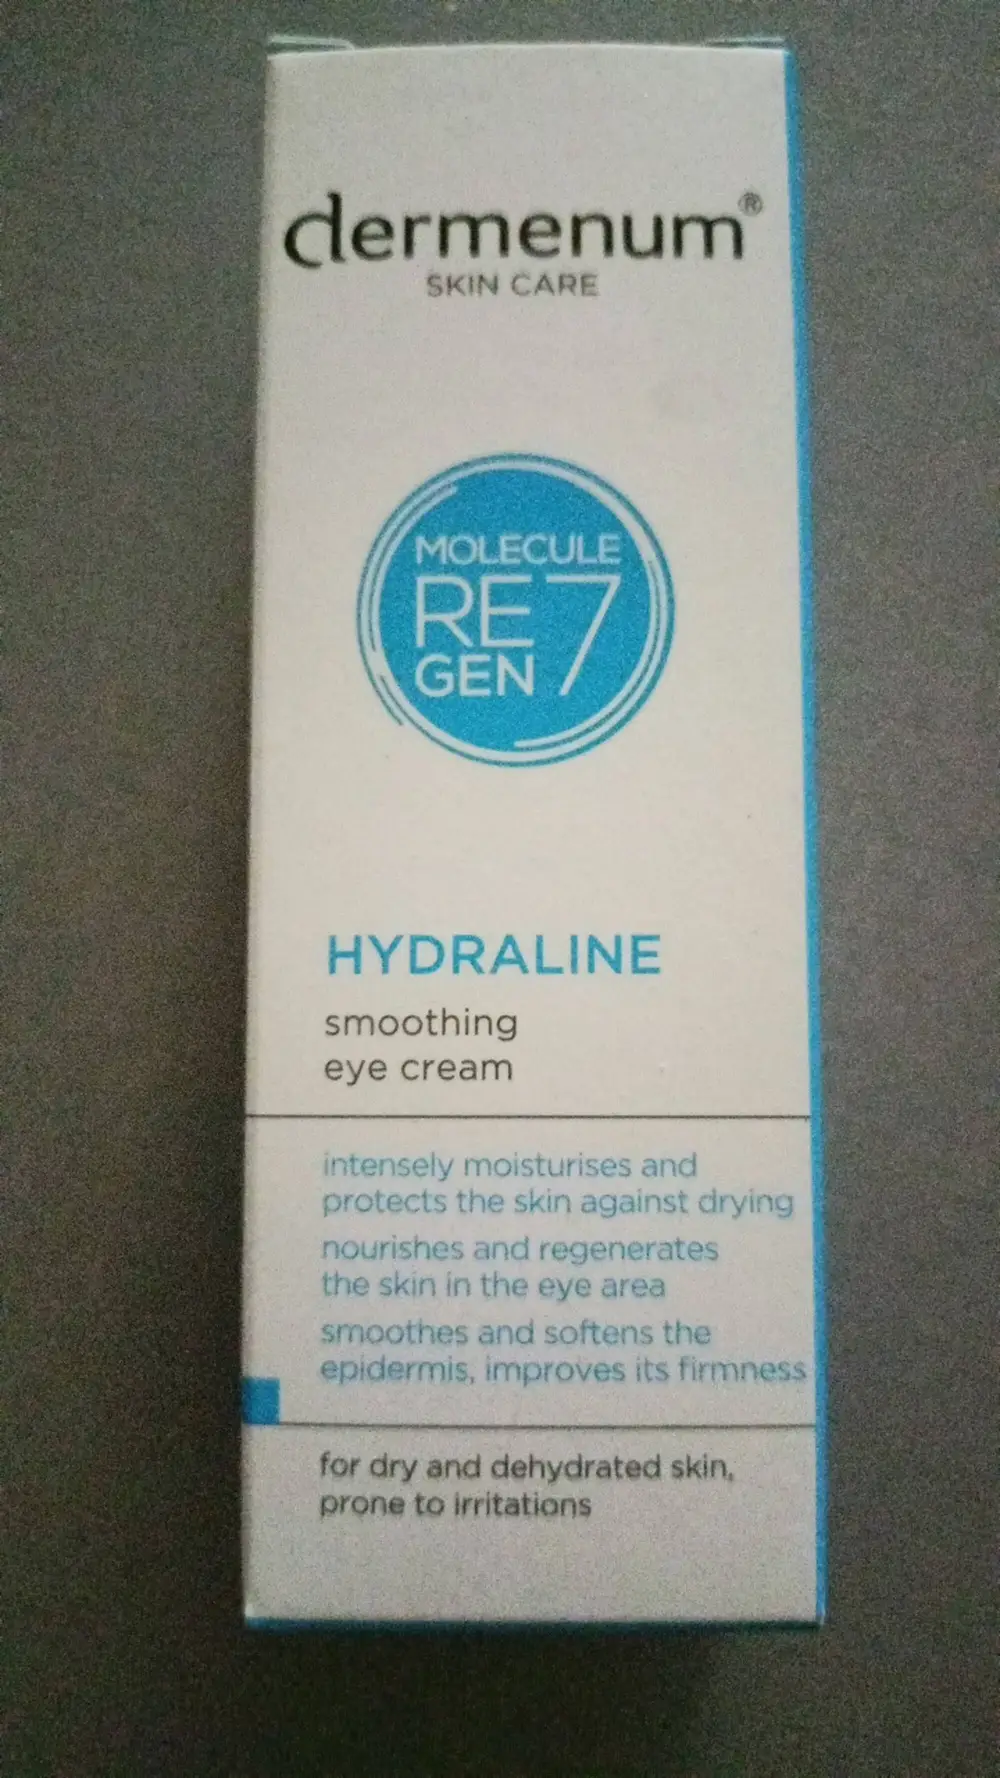 dermenum®
SKIN CARE
MOLECULE
RE 7
GEN
HYDRALINE
smoothing
eye cream
intensely moisturises and
protects the skin against drying
nourishes and regenerates
the skin in the eye area
smoothes and softens the
epidermis, improves its firmness
for dry and dehydrated skin,
prone to irritations